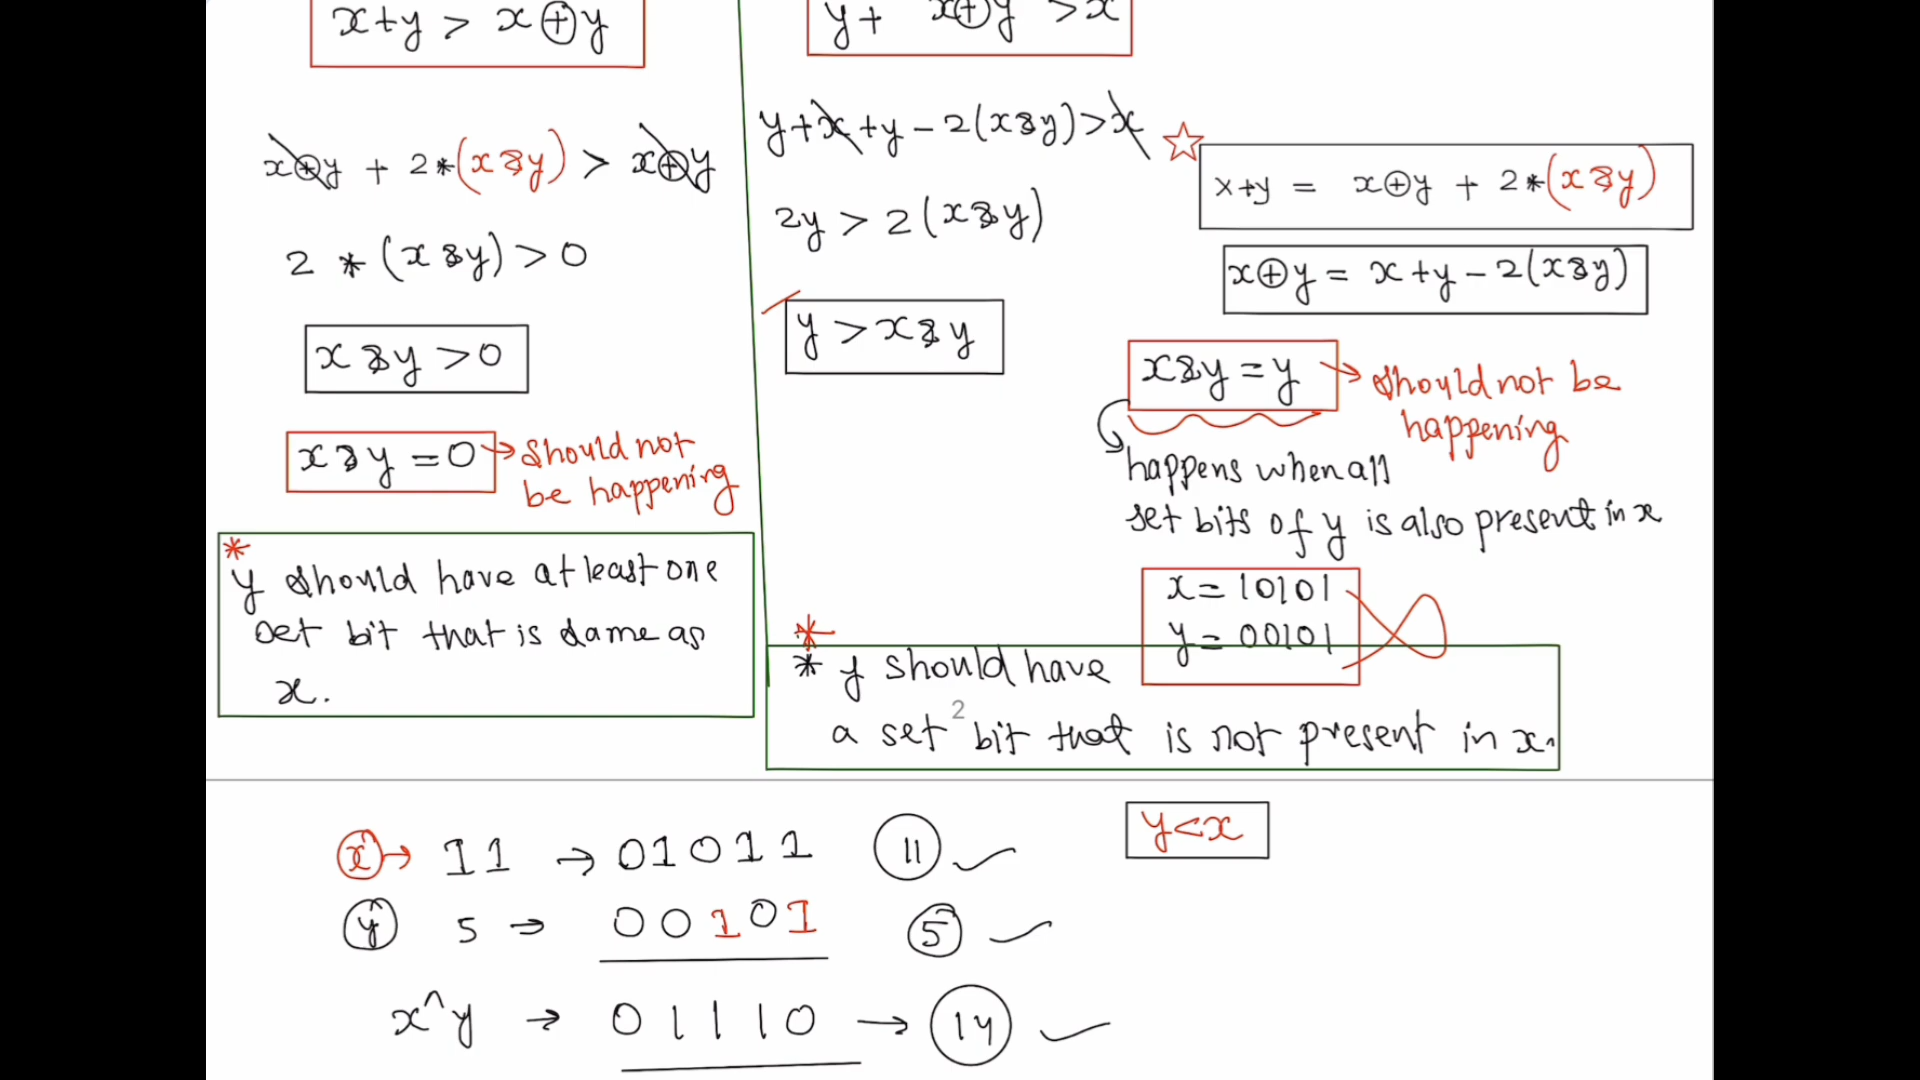 x+y > x⊕y
y+ x⊕y > x
x⊕y + 2*(x&y) > x⊕y
2 * (x&y) > 0
x&y > 0
x&y = 0 → should not
be happening
* y should have atleast one
set bit that is same as
x.
y+x+y-2(x&y)>x
2y > 2(x&y)
y > x&y
☆
x+y = x⊕y + 2*(x&y)
x⊕y = x+y-2(x&y)
x&y = y → should not be
happening
happens when all
set bits of y is also present in x
x = 10101
y = 00101
*
* y should have
a set bit that is not present in x.
2
y<x
x → 11 → 01011 11 ✓
y 5 → 00101 5 ✓
x^y → 01110 → 14 ✓